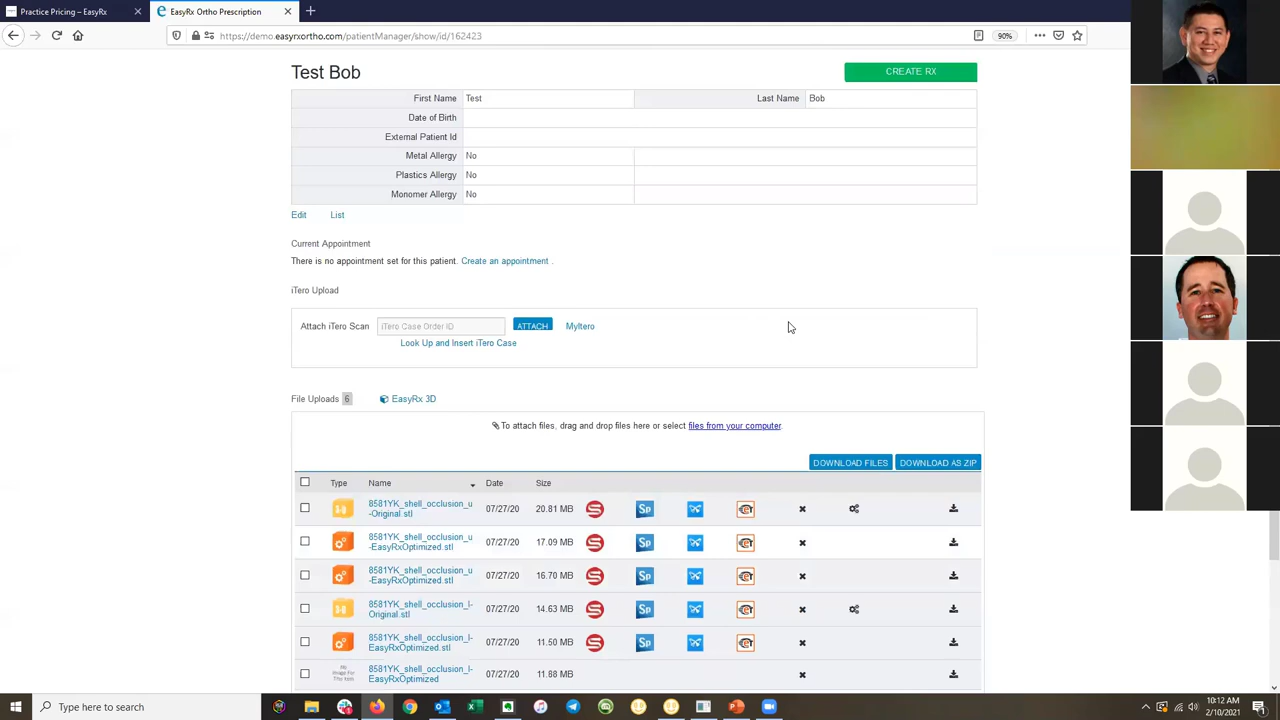 Practice Pricing – EasyRx
EasyRx Ortho Prescription
https://demo.easyrxortho.com/patientManager/show/id/162423
90%
Test Bob
CREATE RX
First Name Test Last Name Bob
Date of Birth
External Patient Id
Metal Allergy No
Plastics Allergy No
Monomer Allergy No
Edit List
Current Appointment
There is no appointment set for this patient. Create an appointment .
iTero Upload
Attach iTero Scan iTero Case Order ID ATTACH MyItero
Look Up and Insert iTero Case
File Uploads 6 EasyRx 3D
To attach files, drag and drop files here or select files from your computer.
DOWNLOAD FILES DOWNLOAD AS ZIP
Type Name Date Size
8581YK_shell_occlusion_u
-Original.stl
07/27/20 20.81 MB Sp
8581YK_shell_occlusion_u
-EasyRxOptimized.stl
07/27/20 17.09 MB Sp
8581YK_shell_occlusion_u
-EasyRxOptimized.stl
07/27/20 16.70 MB Sp
8581YK_shell_occlusion_l-
Original.stl
07/27/20 14.63 MB Sp
8581YK_shell_occlusion_l-
EasyRxOptimized.stl
07/27/20 11.50 MB Sp
8581YK_shell_occlusion_l-
EasyRxOptimized
07/27/20 11.88 MB
Type here to search
10:12 AM
2/10/2021